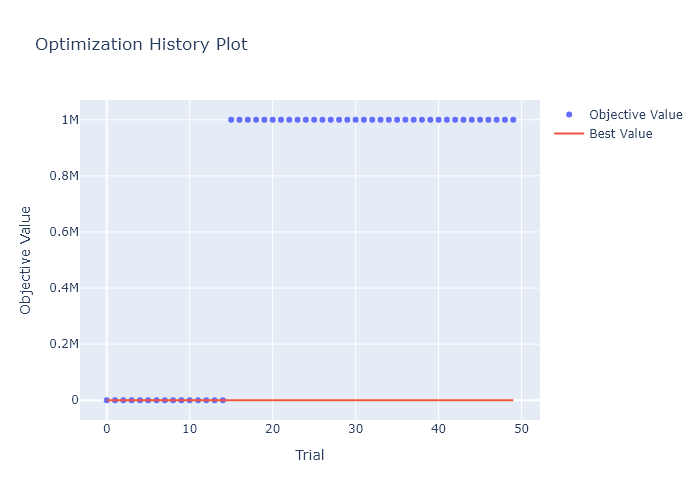 Optimization History Plot
Objective Value
Best Value
1M
0.8M
0.6M
0.4M
0.2M
0
Objective Value
0 10 20 30 40 50
Trial